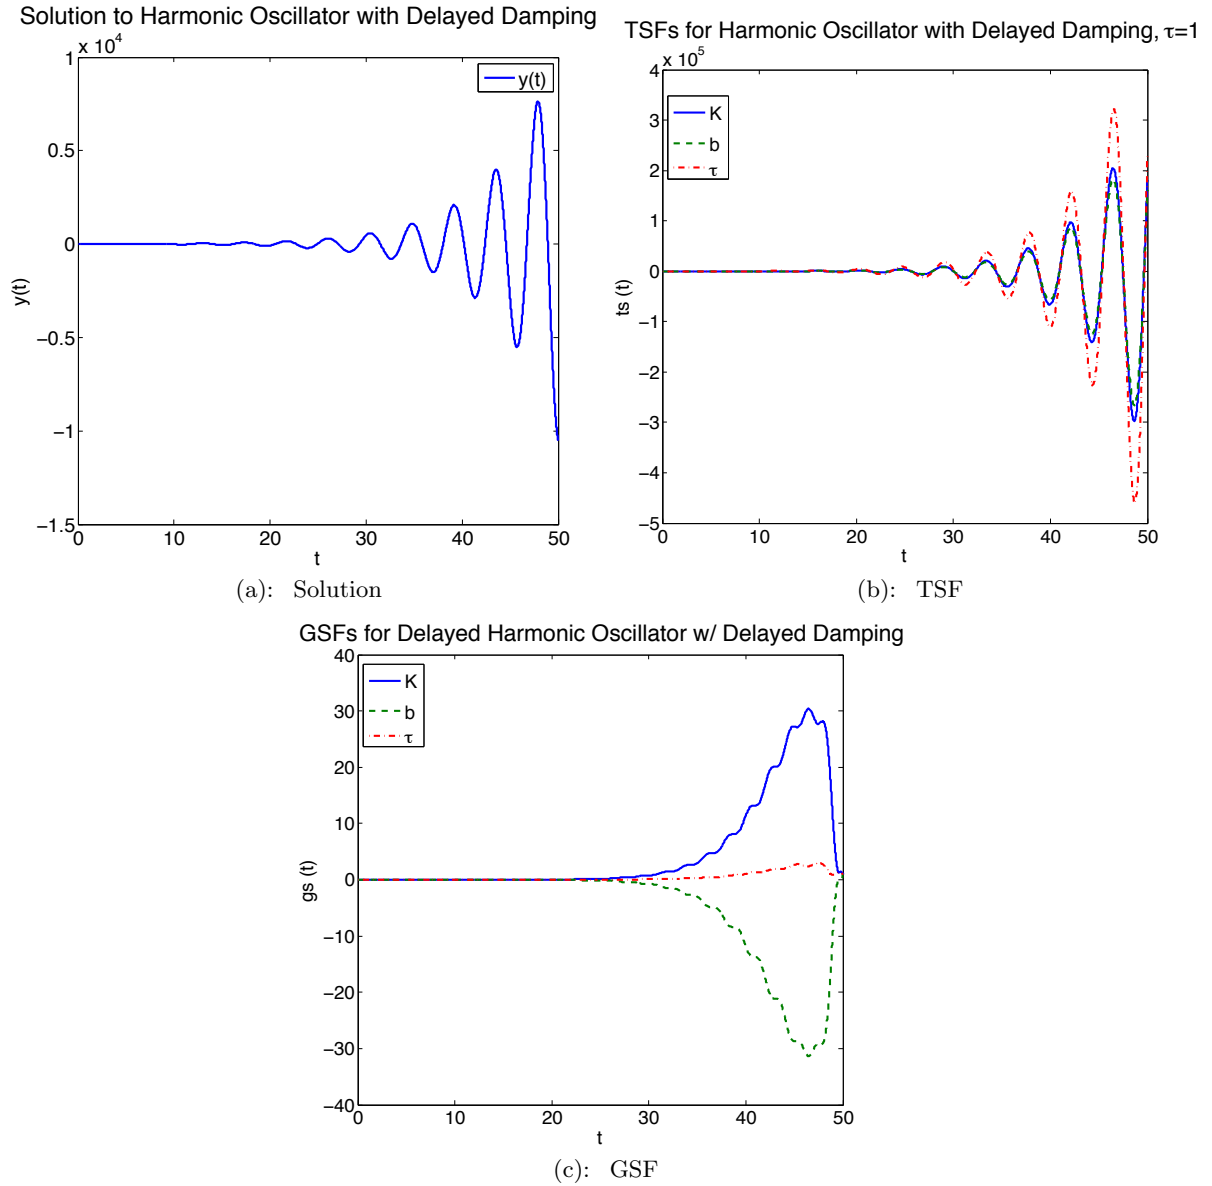 Solution to Harmonic Oscillator with Delayed Damping
x 10^4
1
0.5
0
−0.5
−1
−1.5
y(t)
y(t)
0 10 20 30 40 50
t
(a): Solution
TSFs for Harmonic Oscillator with Delayed Damping, τ=1
x 10^5
4
3
2
1
0
−1
−2
−3
−4
−5
ts (t)
K
b
τ
0 10 20 30 40 50
t
(b): TSF
GSFs for Delayed Harmonic Oscillator w/ Delayed Damping
40
30
20
10
0
−10
−20
−30
−40
gs (t)
K
b
τ
0 10 20 30 40 50
t
(c): GSF